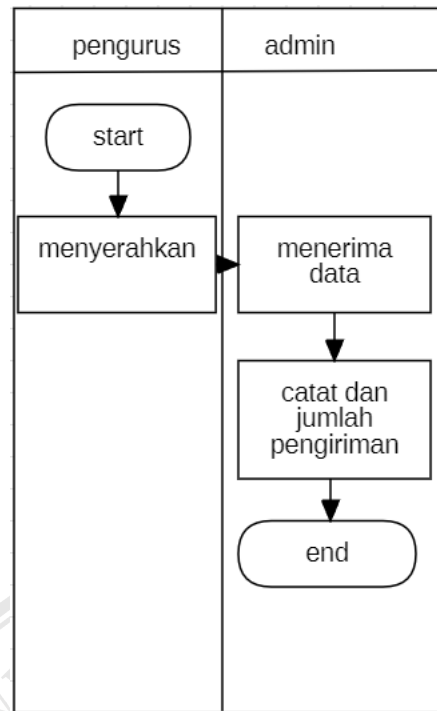 pengurus
admin
start
menyerahkan
menerima
data
catat dan
jumlah
pengiriman
end